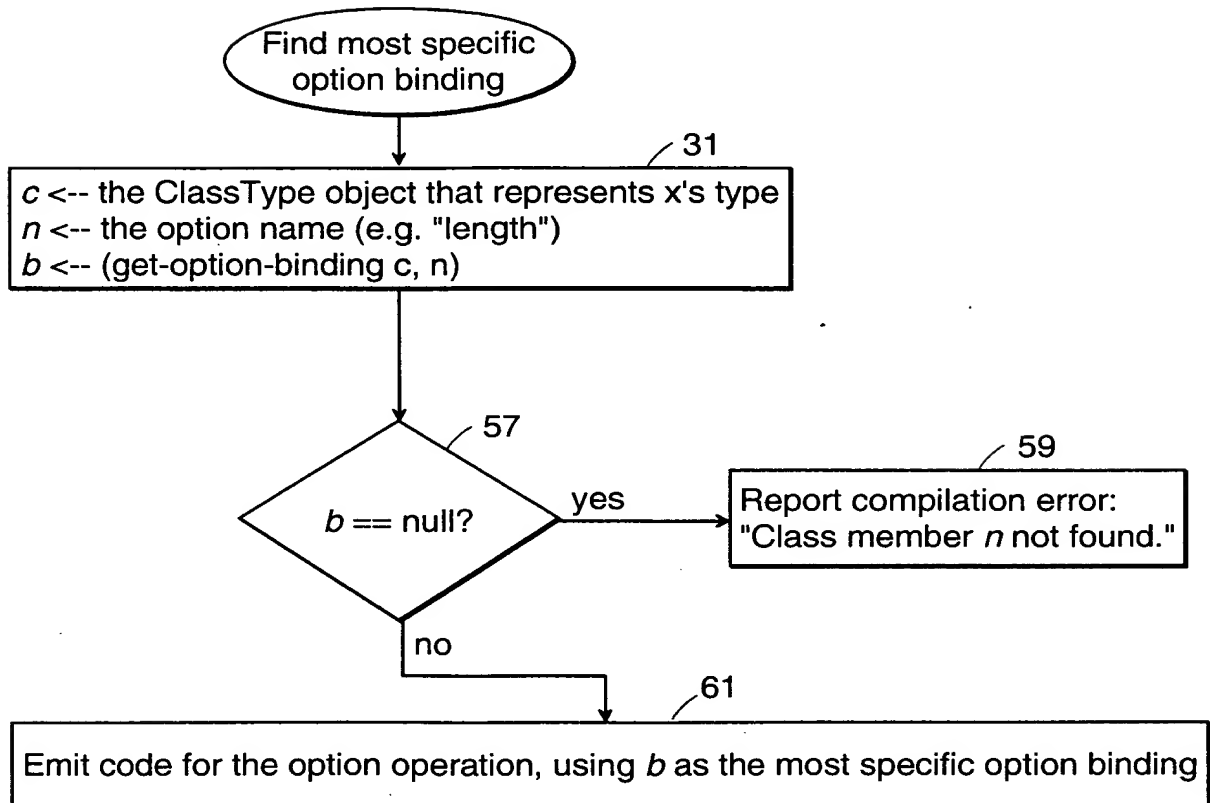 Find most specific
option binding
31
c <-- the ClassType object that represents x's type
n <-- the option name (e.g. "length")
b <-- (get-option-binding c, n)
57
b == null?
yes
59
Report compilation error:
"Class member n not found."
no
61
Emit code for the option operation, using b as the most specific option binding